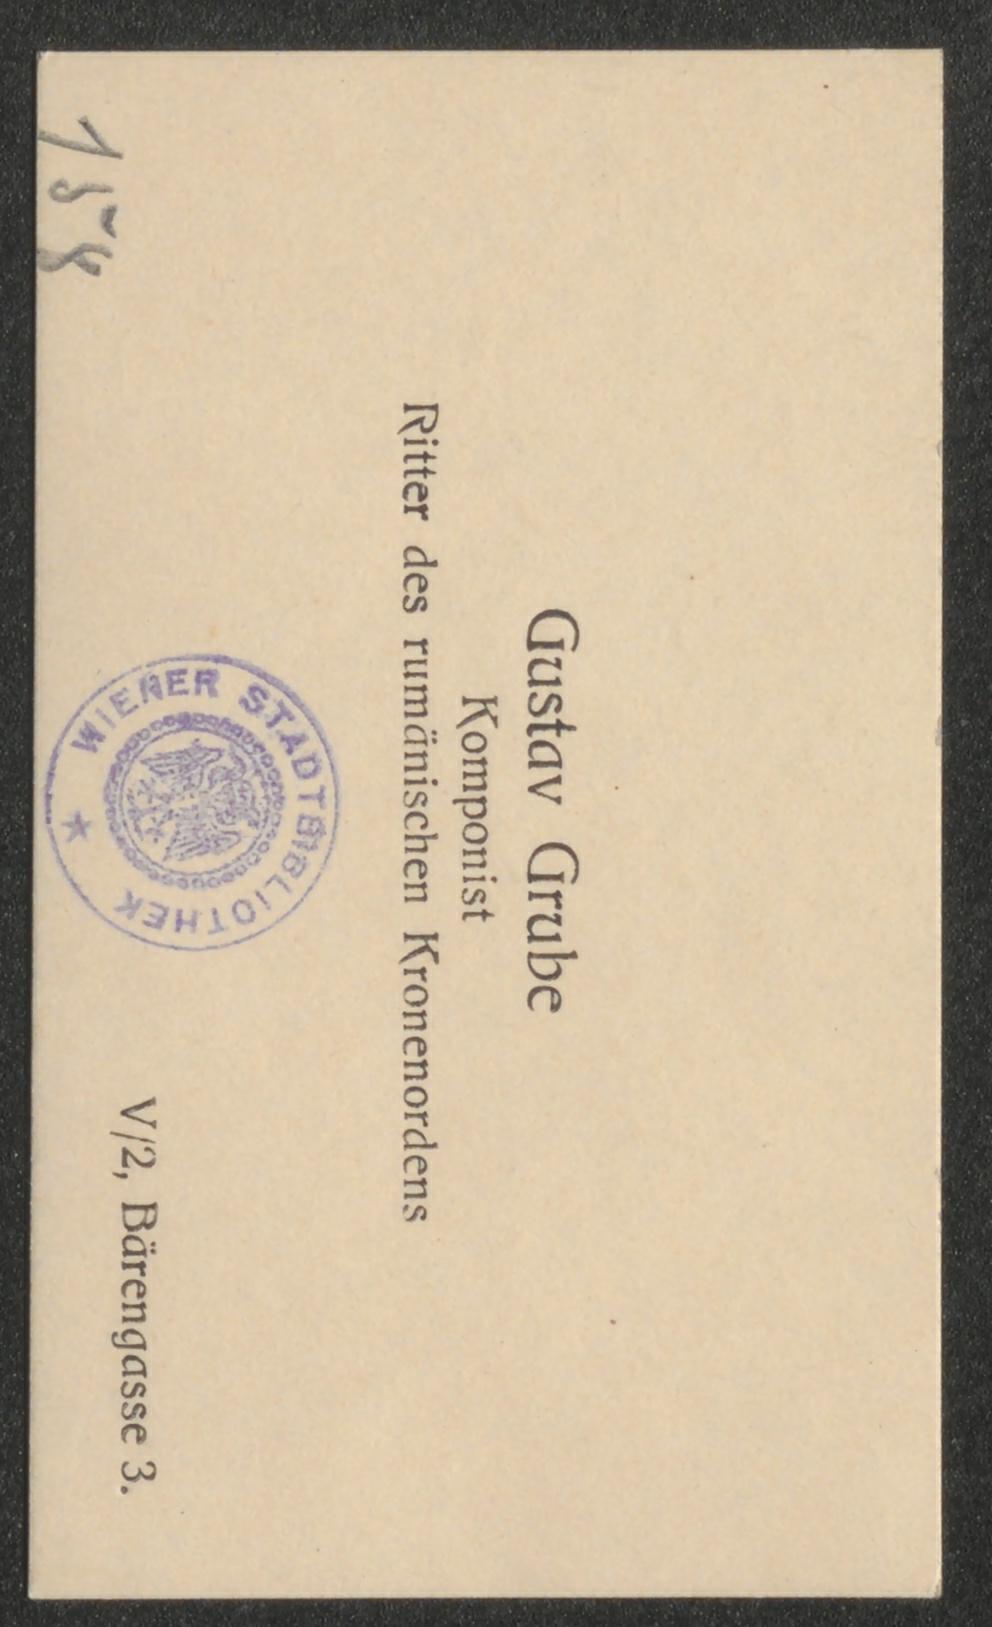 Gustav Grube
Komponist
Ritter des rumänischen Kronenordens
WIENER STADTBIBLIOTHEK
V/2, Bärengasse 3.